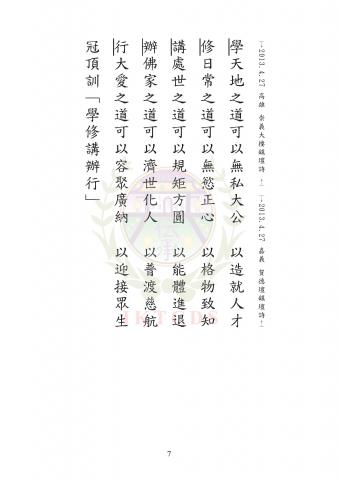 ┬2013.4.27 高雄 崇義大樓鎮壇詩┴ ┬2013.4.27 嘉義 賀德壇鎮壇詩┴
學天地之道可以無私大公 以造就人才
修日常之道可以無慾正心 以格物致知
講處世之道可以規矩方圓 以能體進退
辦佛家之道可以濟世化人 以普渡慈航
行大愛之道可以容聚廣納 以迎接眾生
冠頂訓「學修講辦行」
7